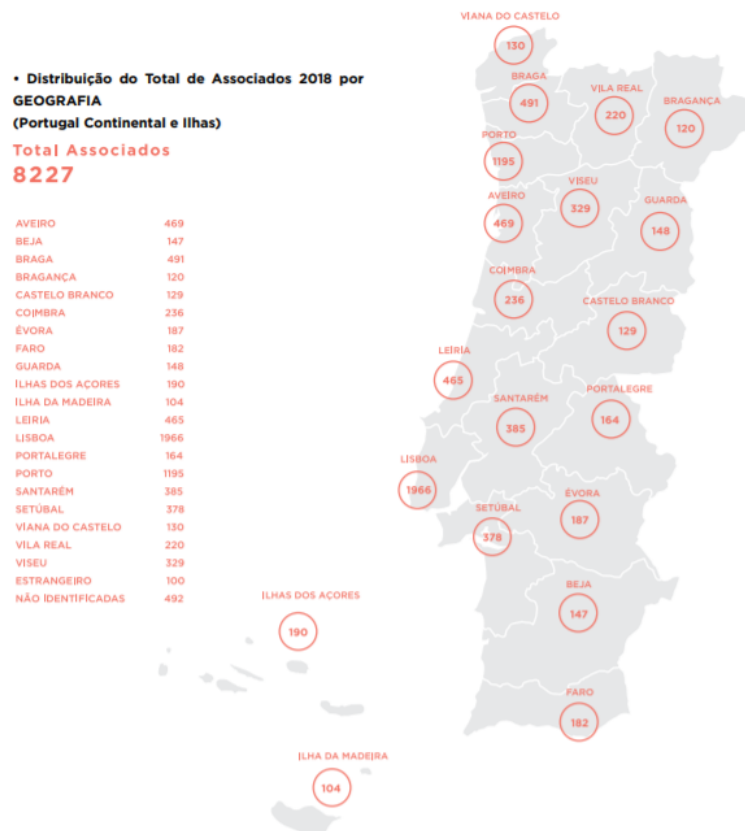 • Distribuição do Total de Associados 2018 por
GEOGRAFIA
(Portugal Continental e Ilhas)
Total Associados
8227
AVEIRO 469
BEJA 147
BRAGA 491
BRAGANÇA 120
CASTELO BRANCO 129
COIMBRA 236
ÉVORA 187
FARO 182
GUARDA 148
ILHAS DOS AÇORES 190
ILHA DA MADEIRA 104
LEIRIA 465
LISBOA 1966
PORTALEGRE 164
PORTO 1195
SANTARÉM 385
SETÚBAL 378
VIANA DO CASTELO 130
VILA REAL 220
VISEU 329
ESTRANGEIRO 100
NÃO IDENTIFICADAS 492
VIANA DO CASTELO
130
BRAGA
491
VILA REAL
220
BRAGANÇA
120
PORTO
1195
AVEIRO
469
VISEU
329
GUARDA
148
COIMBRA
236
CASTELO BRANCO
129
LEIRIA
465
SANTARÉM
385
PORTALEGRE
164
LISBOA
1966
SETÚBAL
378
ÉVORA
187
BEJA
147
FARO
182
ILHAS DOS AÇORES
190
ILHA DA MADEIRA
104